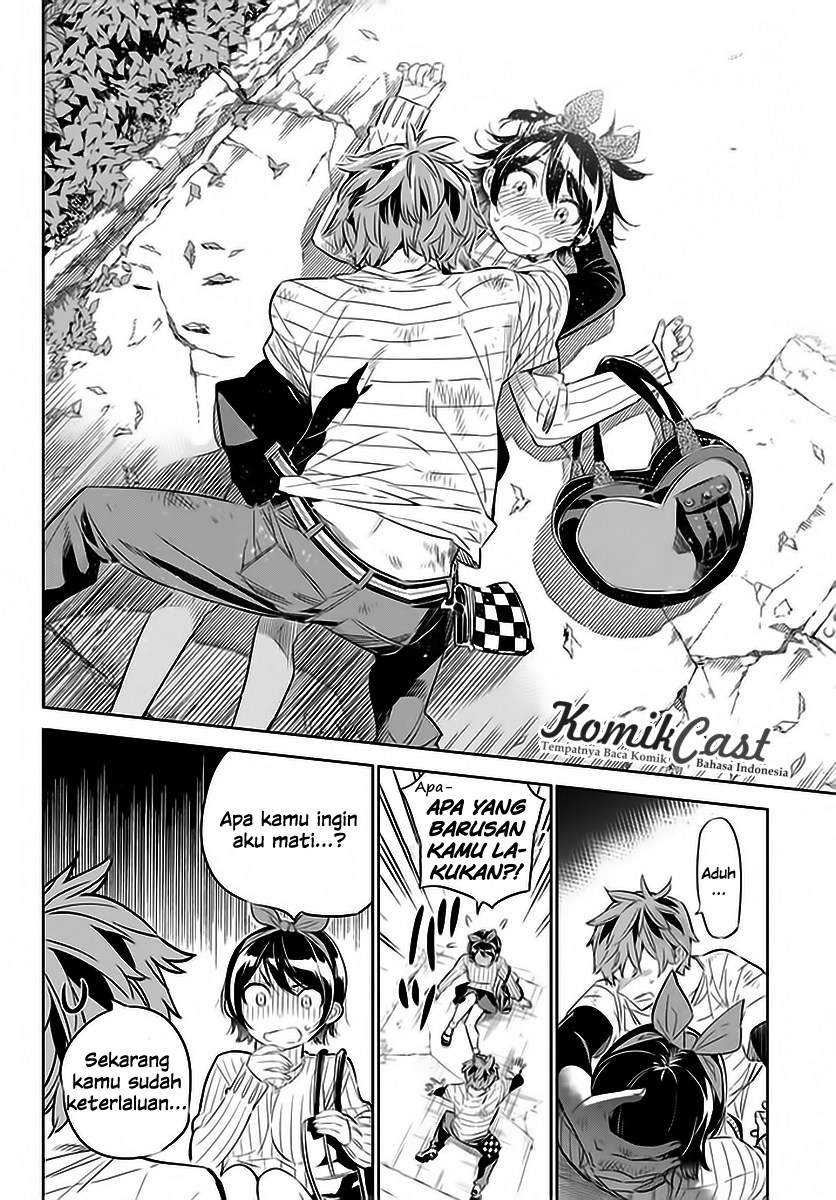 KomikCast
Tempatnya Baca Komik
Bahasa Indonesia
Aduh
...
Apa-
APA YANG
BARUSAN
KAMU LA-
KUKAN?!
Apa kamu ingin
aku mati...?
Sekarang
kamu sudah
keterlaluan...